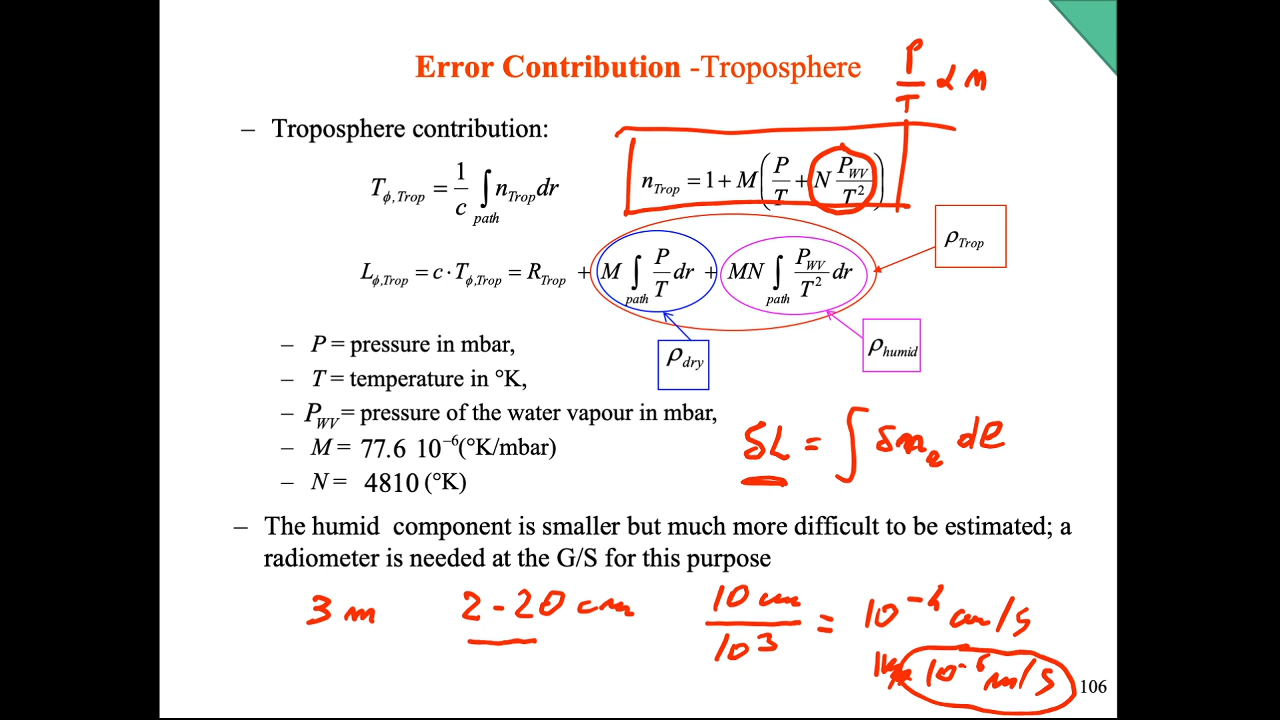 Error Contribution -Troposphere
P/T α n
– Troposphere contribution:
T_{ϕ,Trop} = 1/c ∫_{path} n_{Trop} dr
n_{Trop} = 1 + M(P/T + N P_{WV}/T²)
ρ_{Trop}
L_{ϕ,Trop} = c · T_{ϕ,Trop} = R_{Trop} + M ∫_{path} P/T dr + MN ∫_{path} P_{WV}/T² dr
ρ_{dry}
ρ_{humid}
– P = pressure in mbar,
– T = temperature in °K,
– P_{WV} = pressure of the water vapour in mbar,
– M = 77.6 10⁻⁶(°K/mbar)
– N = 4810 (°K)
δL = ∫ δn_e dℓ
– The humid component is smaller but much more difficult to be estimated; a
radiometer is needed at the G/S for this purpose
3 m 2-20 cm 10 cm/10³ = cm/s
10⁻⁶ m/s
106